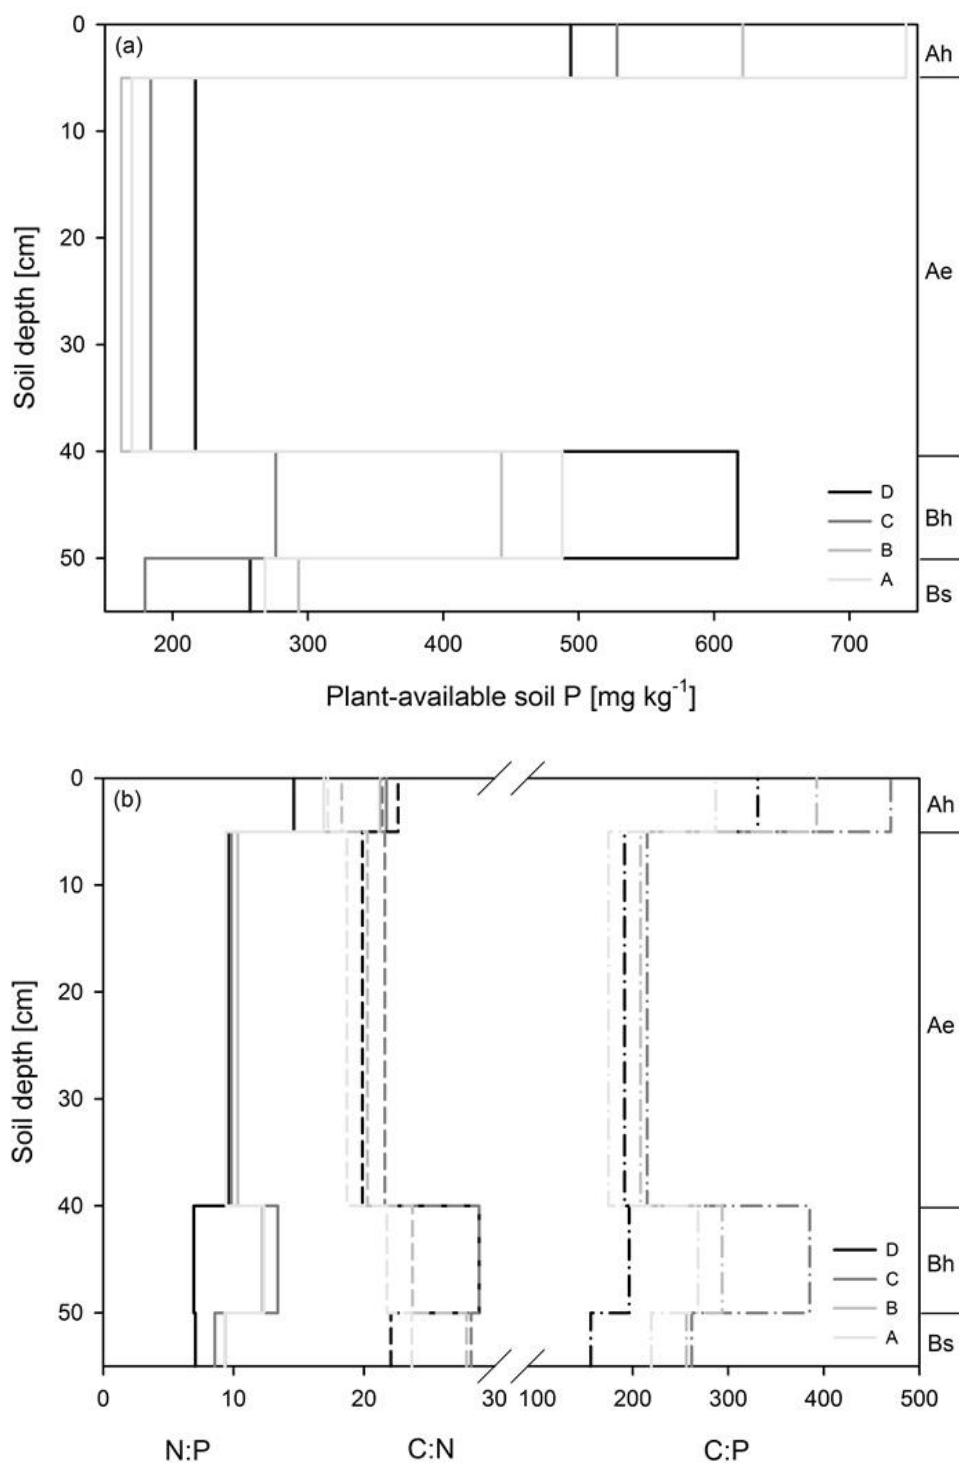 0
(a)
Ah
10
20
Ae
30
40
50
Soil depth [cm]
D
C
B
A
Bh
Bs
200 300 400 500 600 700
Plant-available soil P [mg kg-1]
0
(b)
Ah
10
20
Ae
30
40
50
Soil depth [cm]
D
C
B
A
Bh
Bs
0 10 20 30 100 200 300 400 500
N:P C:N C:P